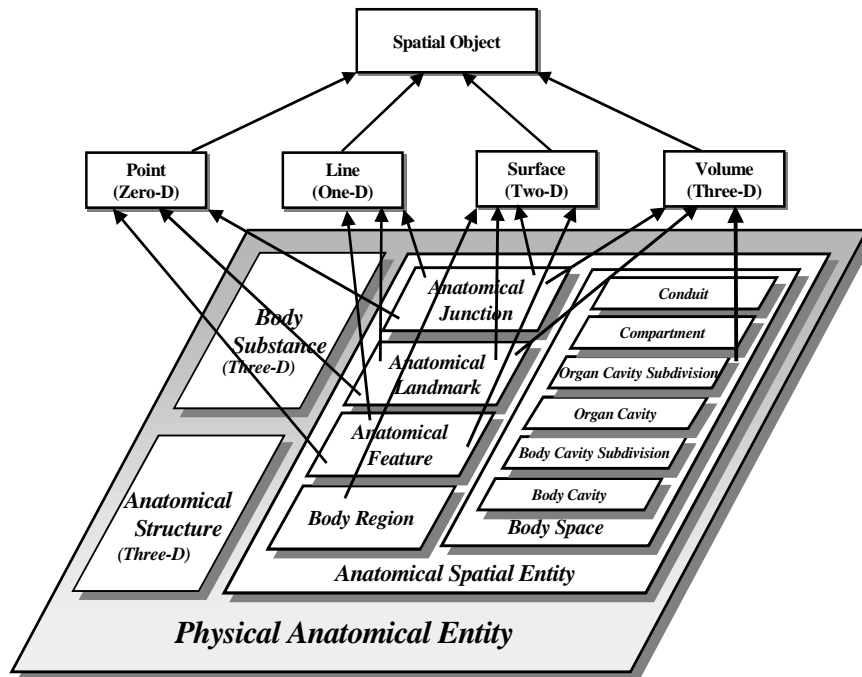 Spatial Object
Point
(Zero-D)
Line
(One-D)
Surface
(Two-D)
Volume
(Three-D)
Body
Substance
(Three-D)
Anatomical
Structure
(Three-D)
Anatomical
Junction
Anatomical
Landmark
Anatomical
Feature
Body Region
Conduit
Compartment
Organ Cavity Subdivision
Organ Cavity
Body Cavity Subdivision
Body Cavity
Body Space
Anatomical Spatial Entity
Physical Anatomical Entity